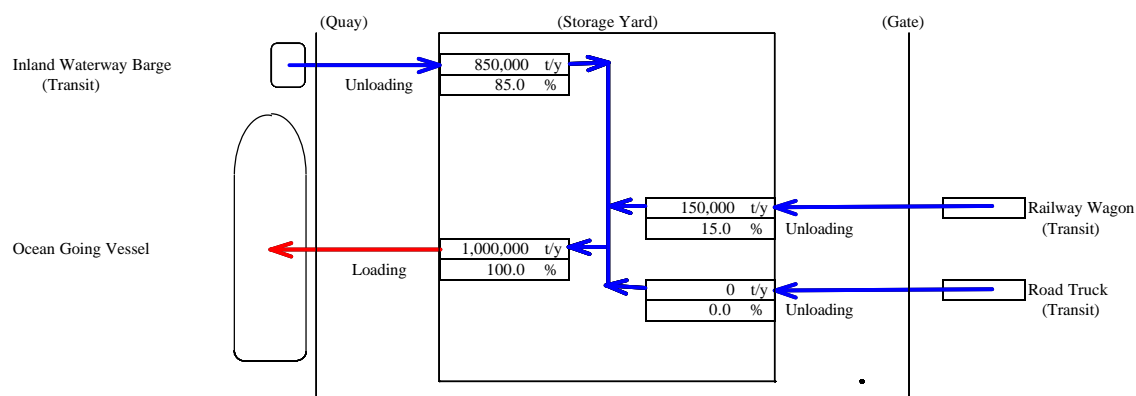 (Quay) (Storage Yard) (Gate)
Inland Waterway Barge
(Transit)
850,000 t/y
Unloading
85.0 %
150,000 t/y
Railway Wagon
15.0 %
Unloading
(Transit)
Ocean Going Vessel
1,000,000 t/y
Loading
100.0 %
0 t/y
Road Truck
0.0 %
Unloading
(Transit)